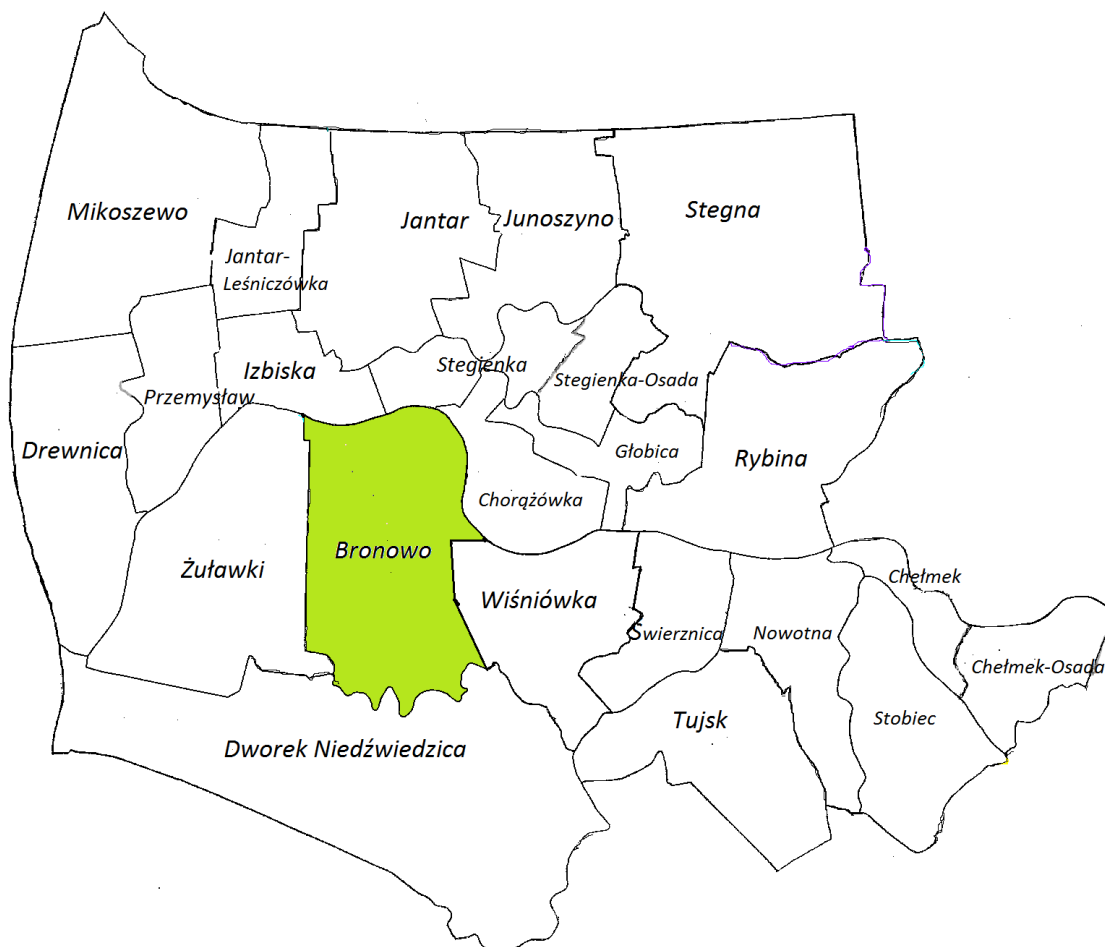 Mikoszewo
Jantar
Junoszyno
Stegna
Jantar-
Leśniczówka
Izbiska
Stegienka
Stegienka-Osada
Przemysław
Drewnica
Głobica
Rybina
Chorążówka
Bronowo
Żuławki
Wiśniówka
Chełmek
Świerznica
Nowotna
Chełmek-Osada
Tujsk
Stobiec
Dworek Niedźwiedzica